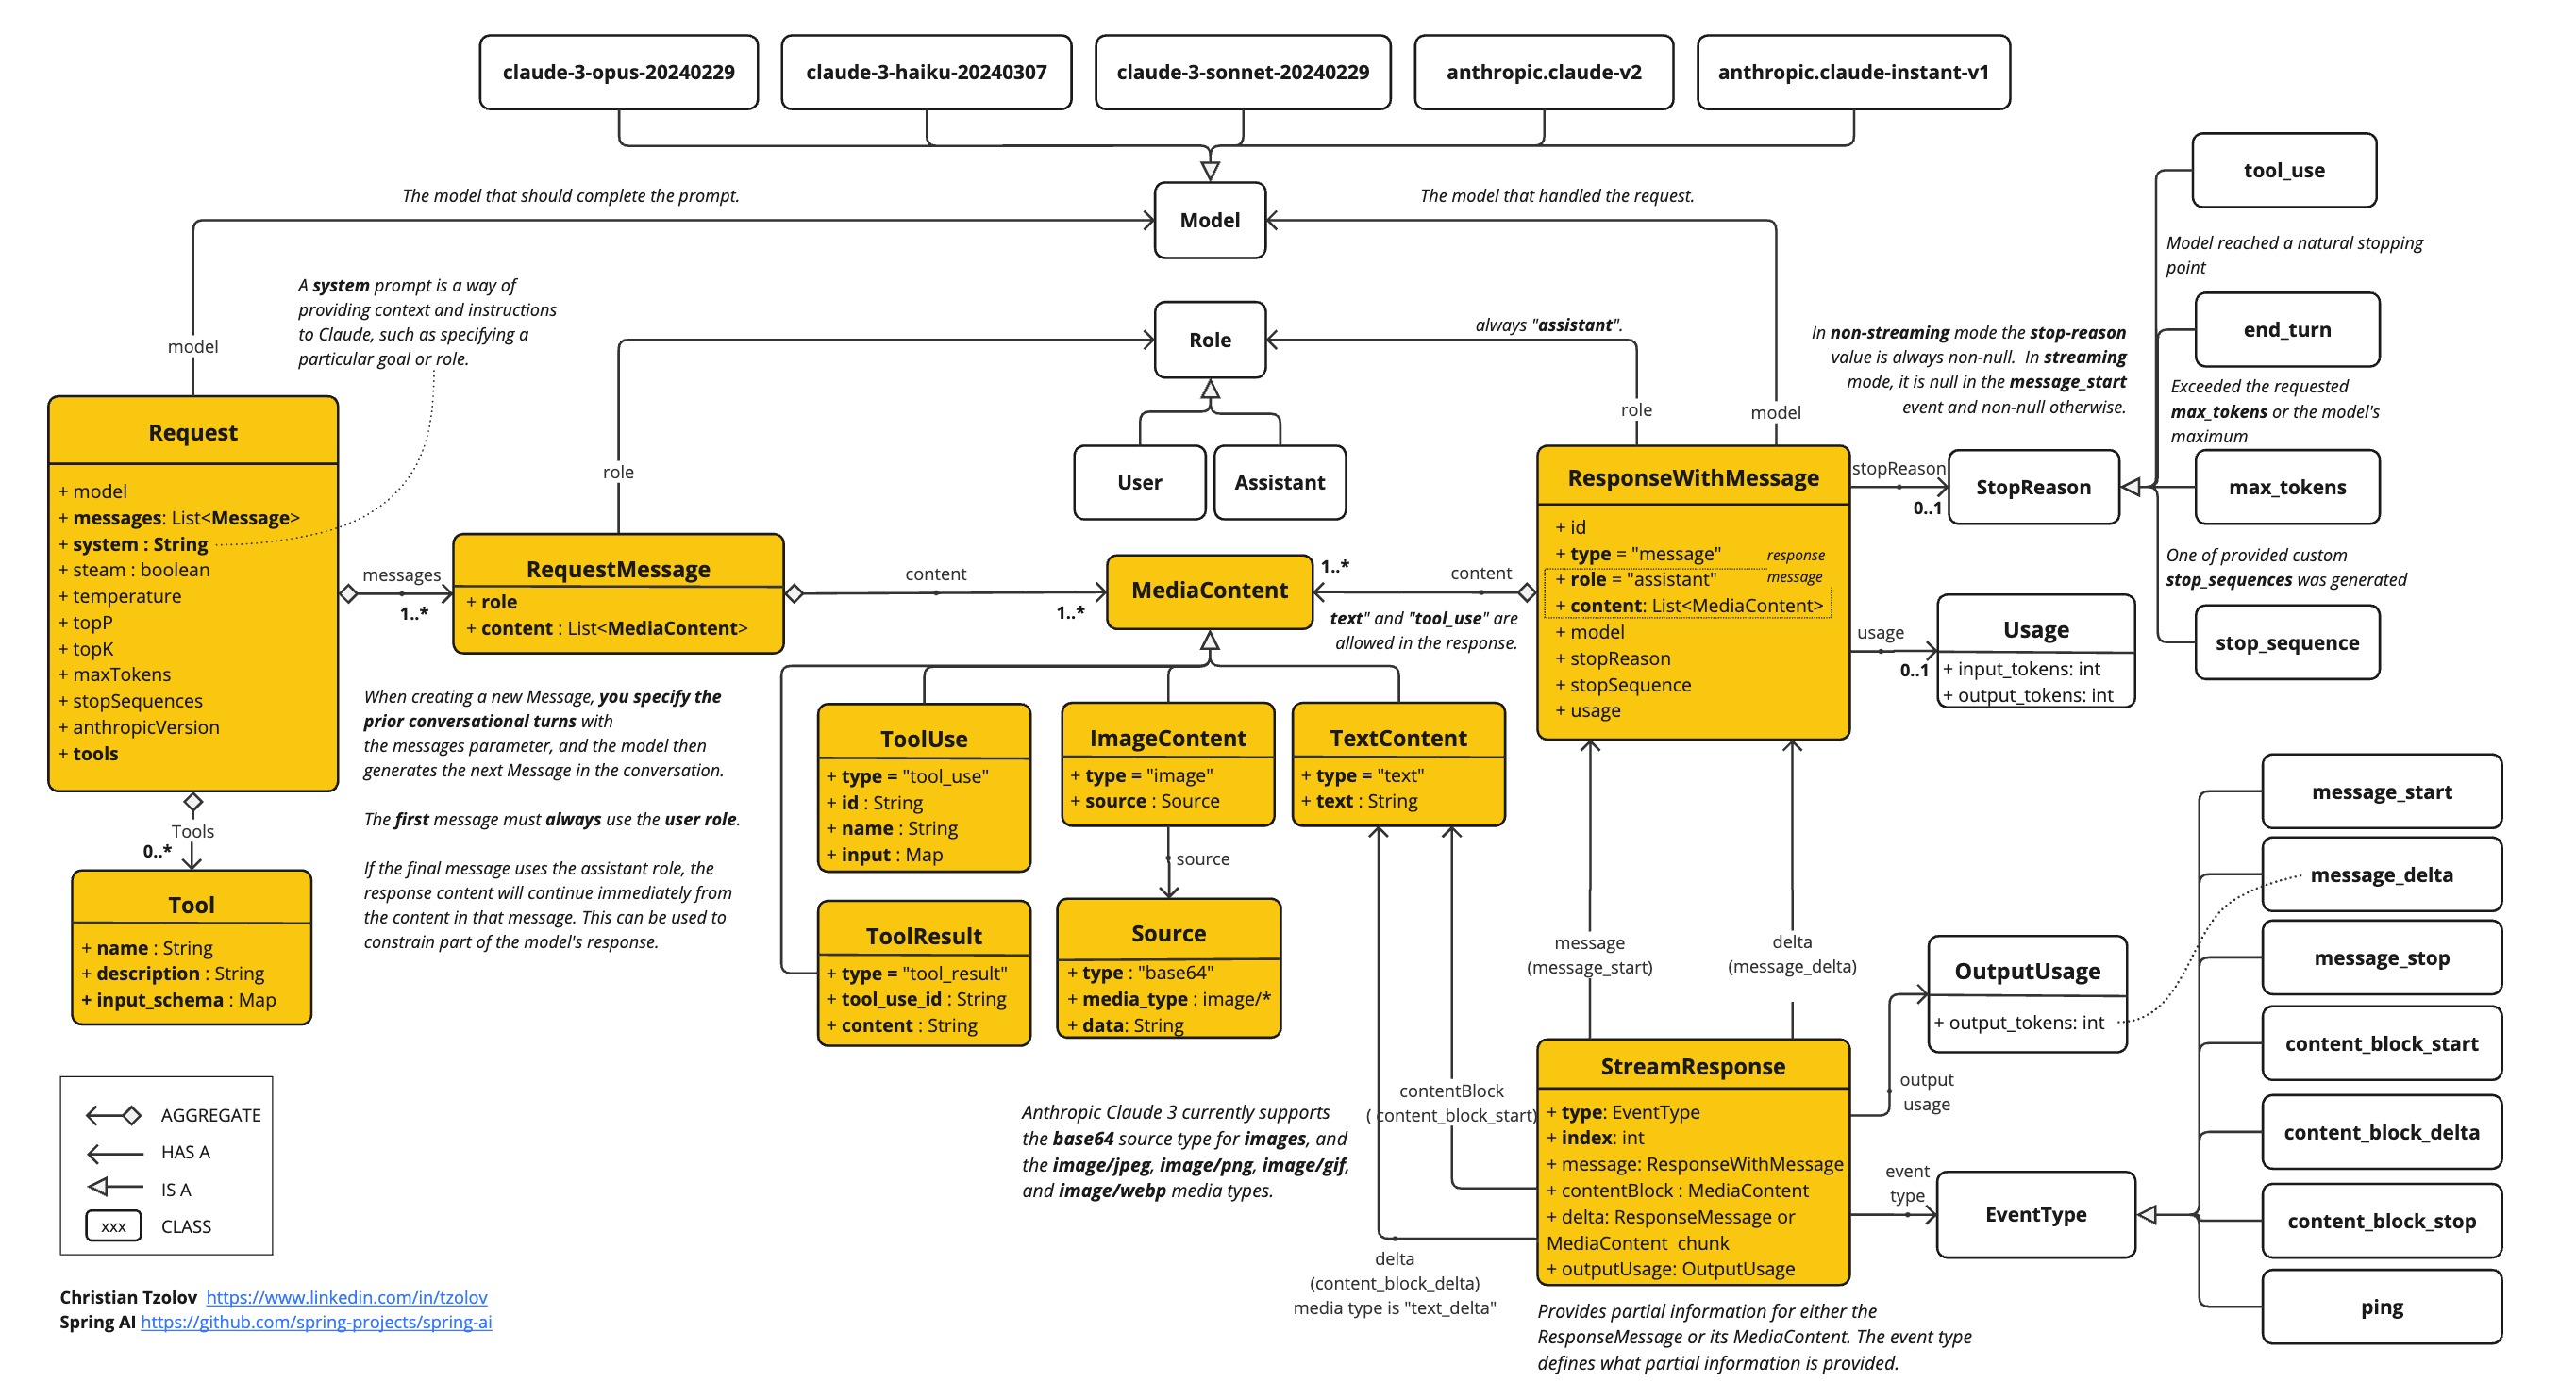 claude-3-opus-20240229
claude-3-haiku-20240307
claude-3-sonnet-20240229
anthropic.claude-v2
anthropic.claude-instant-v1
The model that should complete the prompt.
Model
The model that handled the request.
tool_use
Model reached a natural stopping
point
end_turn
Exceeded the requested
max_tokens or the model's
maximum
max_tokens
One of provided custom
stop_sequences was generated
stop_sequence
A system prompt is a way of
providing context and instructions
to Claude, such as specifying a
particular goal or role.
model
Role
always "assistant".
In non-streaming mode the stop-reason
value is always non-null. In streaming
mode, it is null in the message_start
event and non-null otherwise.
role
User
Assistant
role
model
Request
+ model
+ messages: List<Message>
+ system : String
+ steam : boolean
+ temperature
+ topP
+ topK
+ maxTokens
+ stopSequences
+ anthropicVersion
+ tools
messages
1..*
RequestMessage
+ role
+ content : List<MediaContent>
content
1..*
MediaContent
1..*
content
text" and "tool_use" are
allowed in the response.
ResponseWithMessage
+ id
+ type = "message"
response
+ role = "assistant"
message
+ content: List<MediaContent>
+ model
+ stopReason
+ stopSequence
+ usage
stopReason
0..1
StopReason
usage
0..1
Usage
+ input_tokens: int
+ output_tokens: int
When creating a new Message, you specify the
prior conversational turns with
the messages parameter, and the model then
generates the next Message in the conversation.
The first message must always use the user role.
If the final message uses the assistant role, the
response content will continue immediately from
the content in that message. This can be used to
constrain part of the model's response.
Tools
0..*
Tool
+ name : String
+ description : String
+ input_schema : Map
ToolUse
+ type = "tool_use"
+ id : String
+ name : String
+ input : Map
ImageContent
+ type = "image"
+ source : Source
TextContent
+ type = "text"
+ text : String
source
ToolResult
+ type = "tool_result"
+ tool_use_id : String
+ content : String
Source
+ type : "base64"
+ media_type : image/*
+ data: String
message
(message_start)
delta
(message_delta)
OutputUsage
+ output_tokens: int
message_start
message_delta
message_stop
content_block_start
content_block_delta
content_block_stop
ping
Anthropic Claude 3 currently supports
the base64 source type for images, and
the image/jpeg, image/png, image/gif,
and image/webp media types.
contentBlock
( content_block_start)
StreamResponse
+ type: EventType
+ index: int
+ message: ResponseWithMessage
+ contentBlock : MediaContent
+ delta: ResponseMessage or
MediaContent chunk
+ outputUsage: OutputUsage
output
usage
event
type
EventType
delta
(content_block_delta)
media type is "text_delta"
Provides partial information for either the
ResponseMessage or its MediaContent. The event type
defines what partial information is provided.
AGGREGATE
HAS A
IS A
xxx
CLASS
Christian Tzolov https://www.linkedin.com/in/tzolov
Spring AI https://github.com/spring-projects/spring-ai